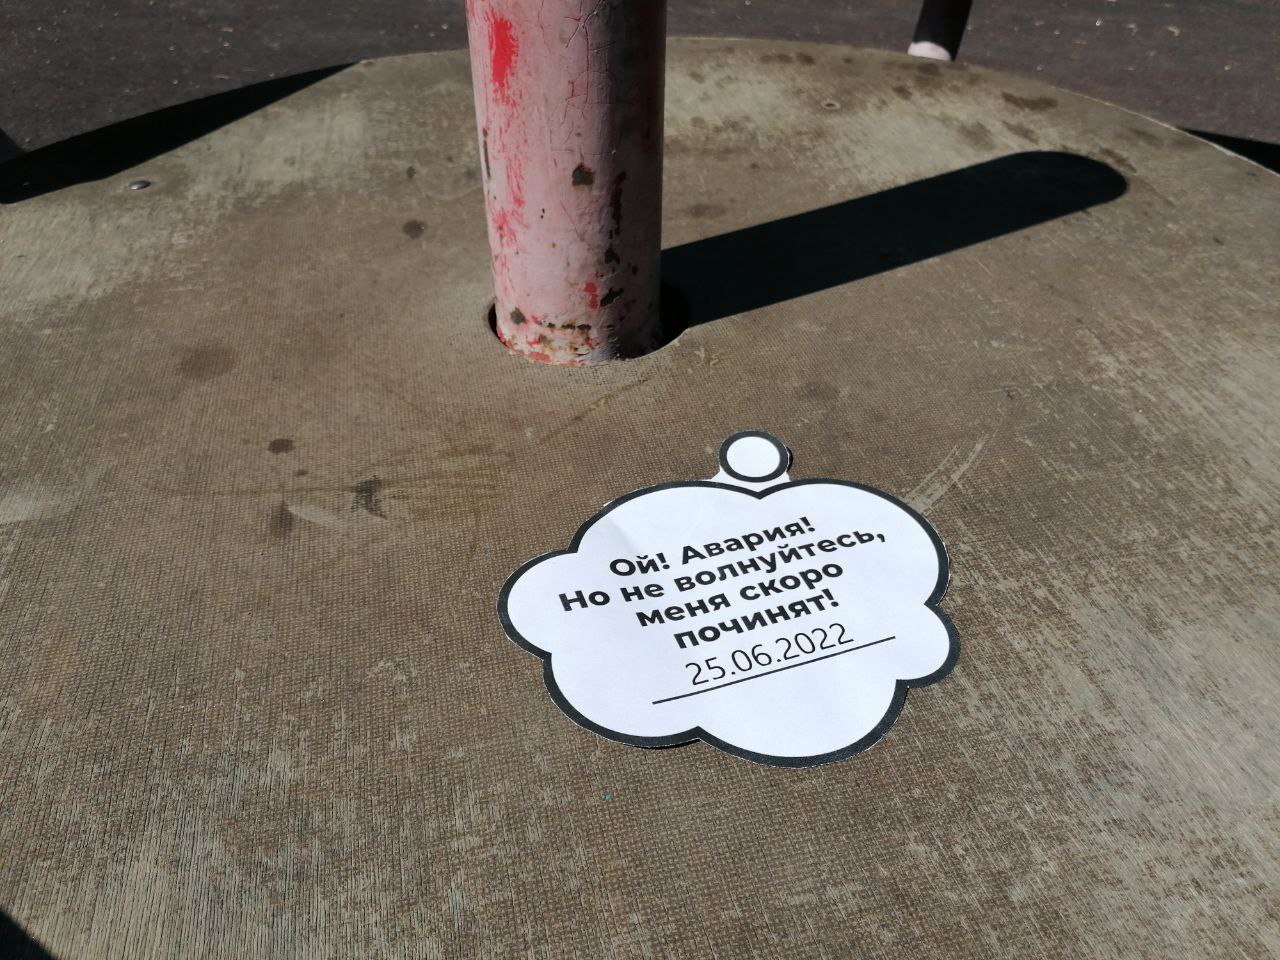 Ой! Авария!
Но не волнуйтесь,
меня скоро
починят!
25.06.2022